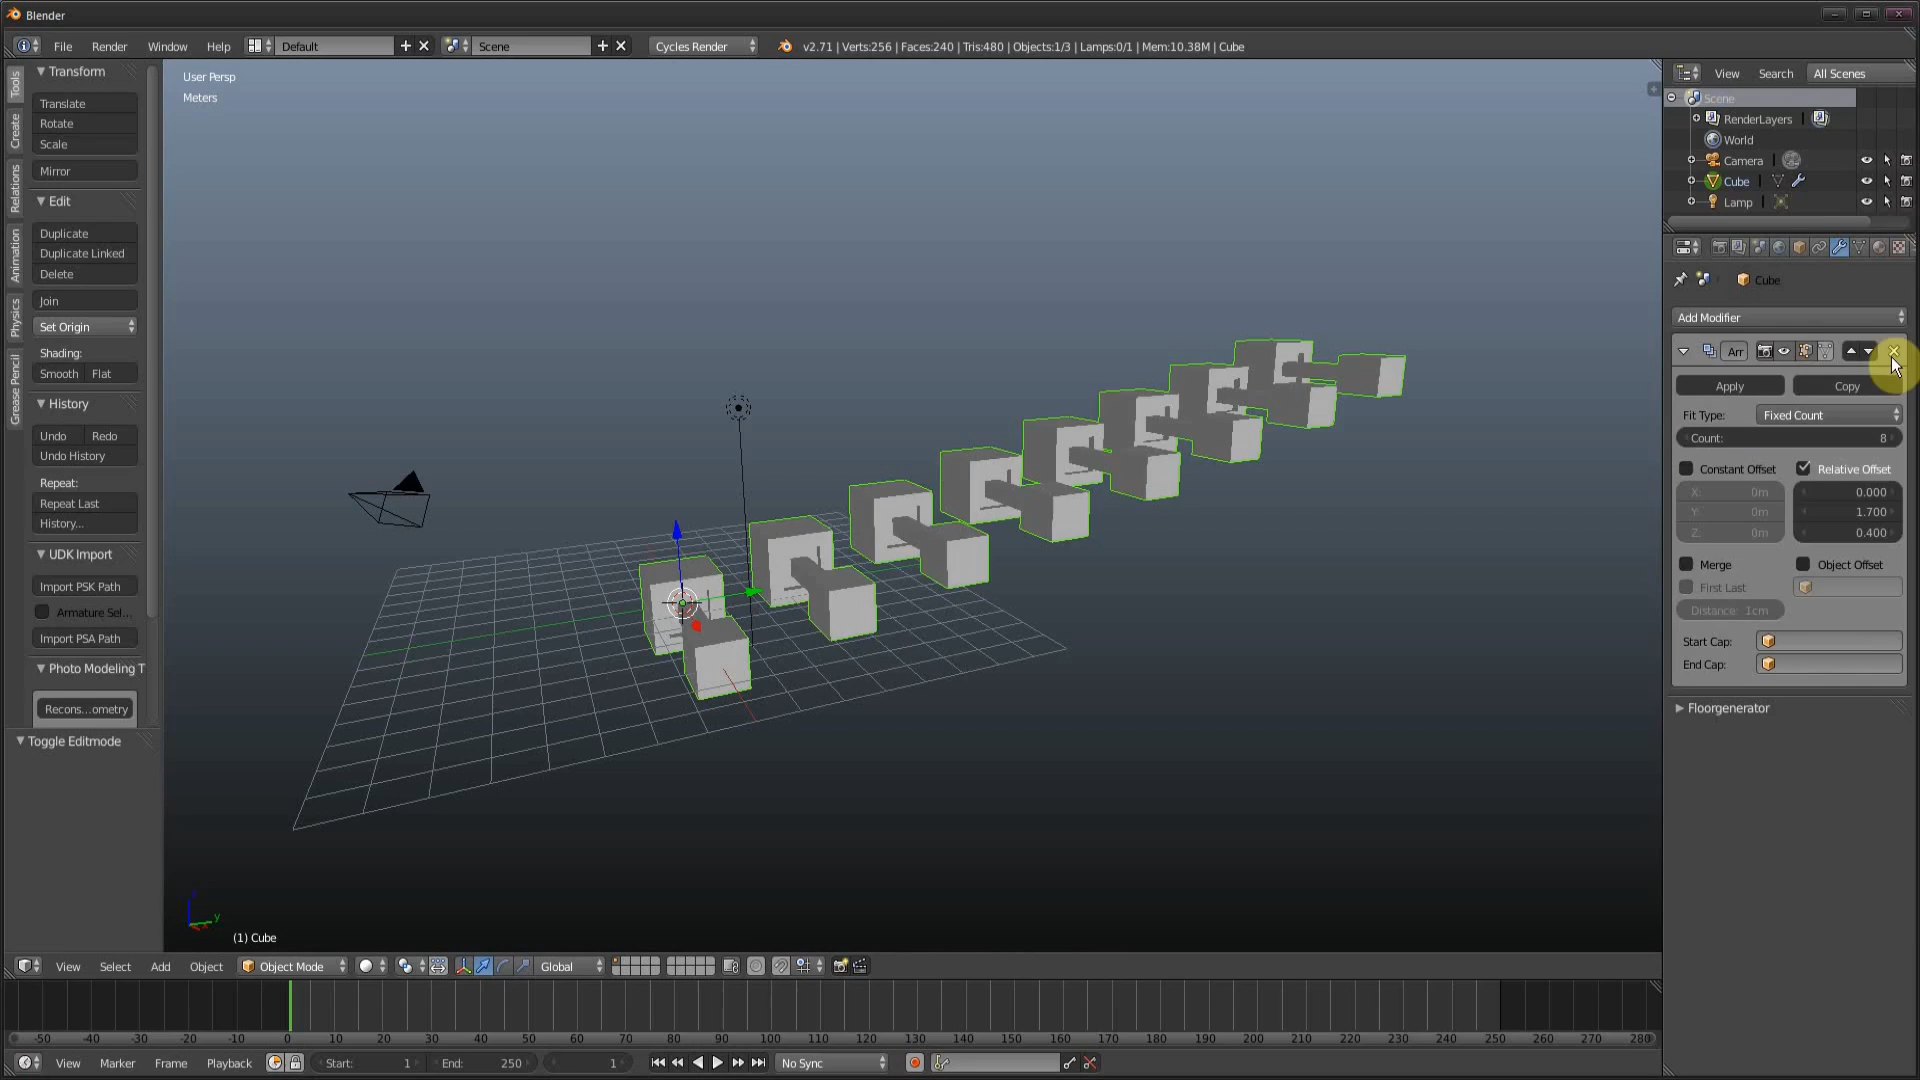 Blender
File Render Window Help Default Scene Cycles Render v2.71 | Verts:256 | Faces:240 | Tris:480 | Objects:1/3 | Lamps:0/1 | Mem:10.38M | Cube
Tools
Create
Relations
Animation
Physics
Grease Pencil
Transform
Translate
Rotate
Scale
Mirror
Edit
Duplicate
Duplicate Linked
Delete
Join
Set Origin
Shading:
Smooth Flat
History
Undo Redo
Undo History
Repeat:
Repeat Last
History...
UDK Import
Import PSK Path
Armature Sel...
Import PSA Path
Photo Modeling T
Recons...ometry
Toggle Editmode
User Persp
Meters
y
(1) Cube
View Search All Scenes
Scene
RenderLayers
World
Camera
Cube
Lamp
Cube
Add Modifier
Arr
Apply Copy
Fit Type: Fixed Count
Count: 8
Constant Offset Relative Offset
X: 0m 0.000
Y: 0m 1.700
Z: 0m 0.400
Merge Object Offset
First Last
Distance: 1cm
Start Cap:
End Cap:
Floorgenerator
View Select Add Object Object Mode Global
-50 -40 -30 -20 -10 0 10 20 30 40 50 60 70 80 90 100 110 120 130 140 150 160 170 180 190 200 210 220 230 240 250 260 270 280
View Marker Frame Playback Start: 1 End: 250 1 No Sync